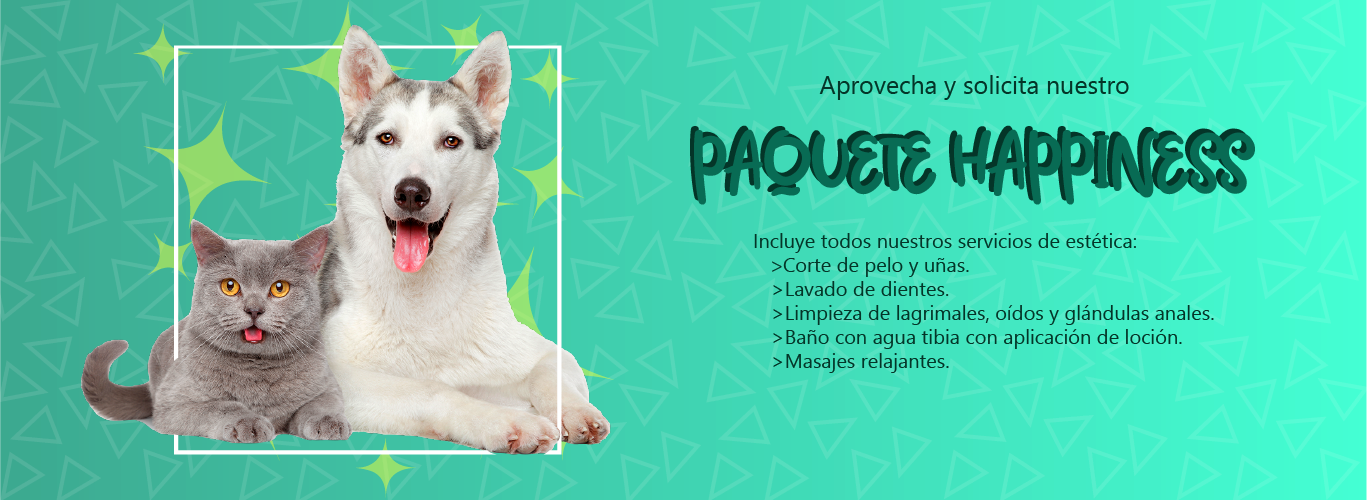 Aprovecha y solicita nuestro
PAQUETE HAPPINESS
Incluye todos nuestros servicios de estética:
>Corte de pelo y uñas.
>Lavado de dientes.
>Limpieza de lagrimales, oídos y glándulas anales.
>Baño con agua tibia con aplicación de loción.
>Masajes relajantes.